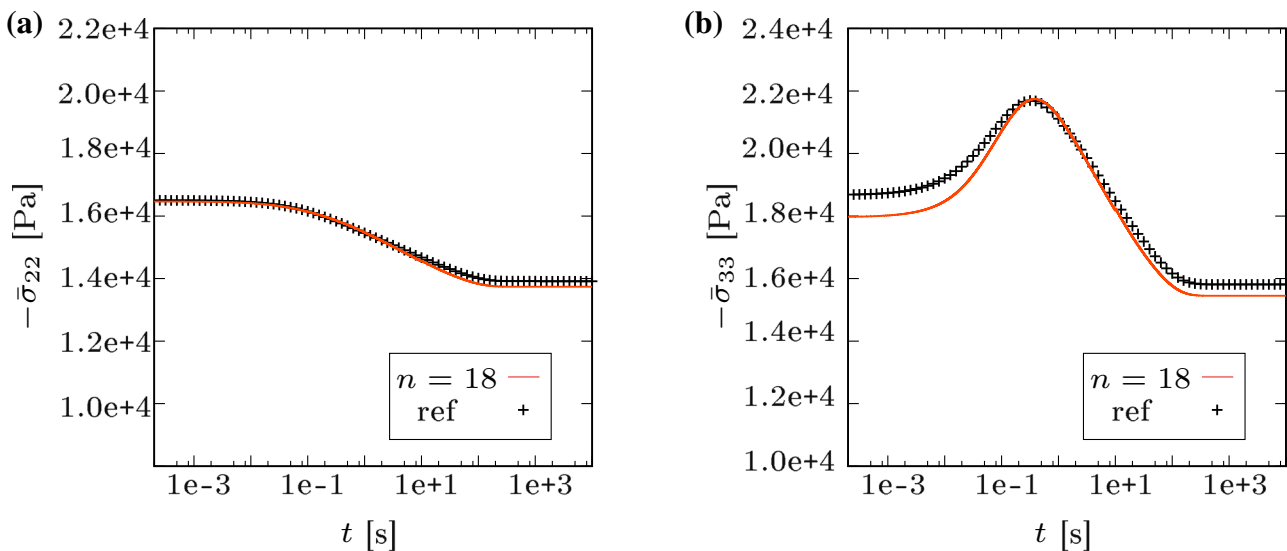 (a)
2.2e+4
2.0e+4
1.8e+4
1.6e+4
1.4e+4
1.2e+4
1.0e+4
−σ̄₂₂ [Pa]
n = 18
ref
1e-3 1e-1 1e+1 1e+3
t [s]
(b)
2.4e+4
2.2e+4
2.0e+4
1.8e+4
1.6e+4
1.4e+4
1.2e+4
1.0e+4
−σ̄₃₃ [Pa]
n = 18
ref
1e-3 1e-1 1e+1 1e+3
t [s]